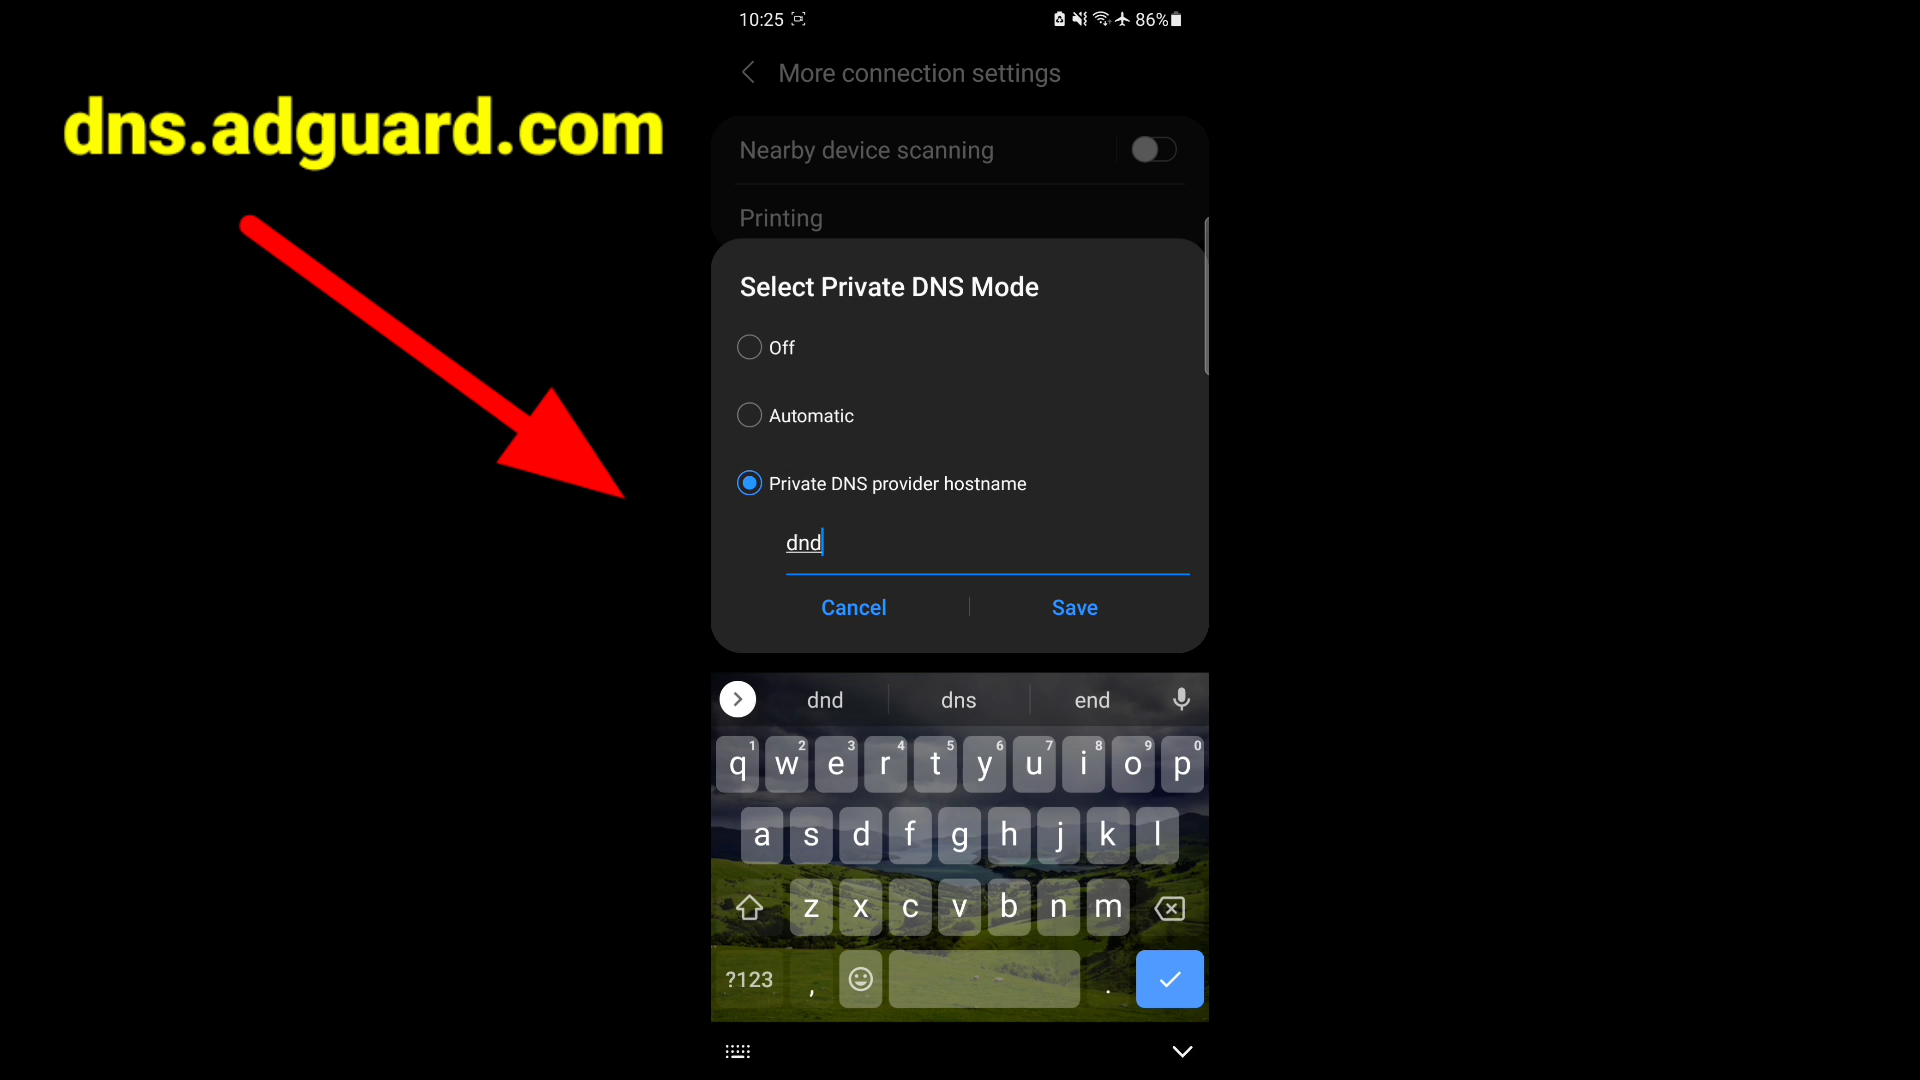 10:25 86%
More connection settings
dns.adguard.com
Nearby device scanning
Printing
Select Private DNS Mode
Off
Automatic
Private DNS provider hostname
dnd
Cancel Save
dnd dns end
1 2 3 4 5 6 7 8 9 0
q w e r t y u i o p
a s d f g h j k l
z x c v b n m
?123 , .